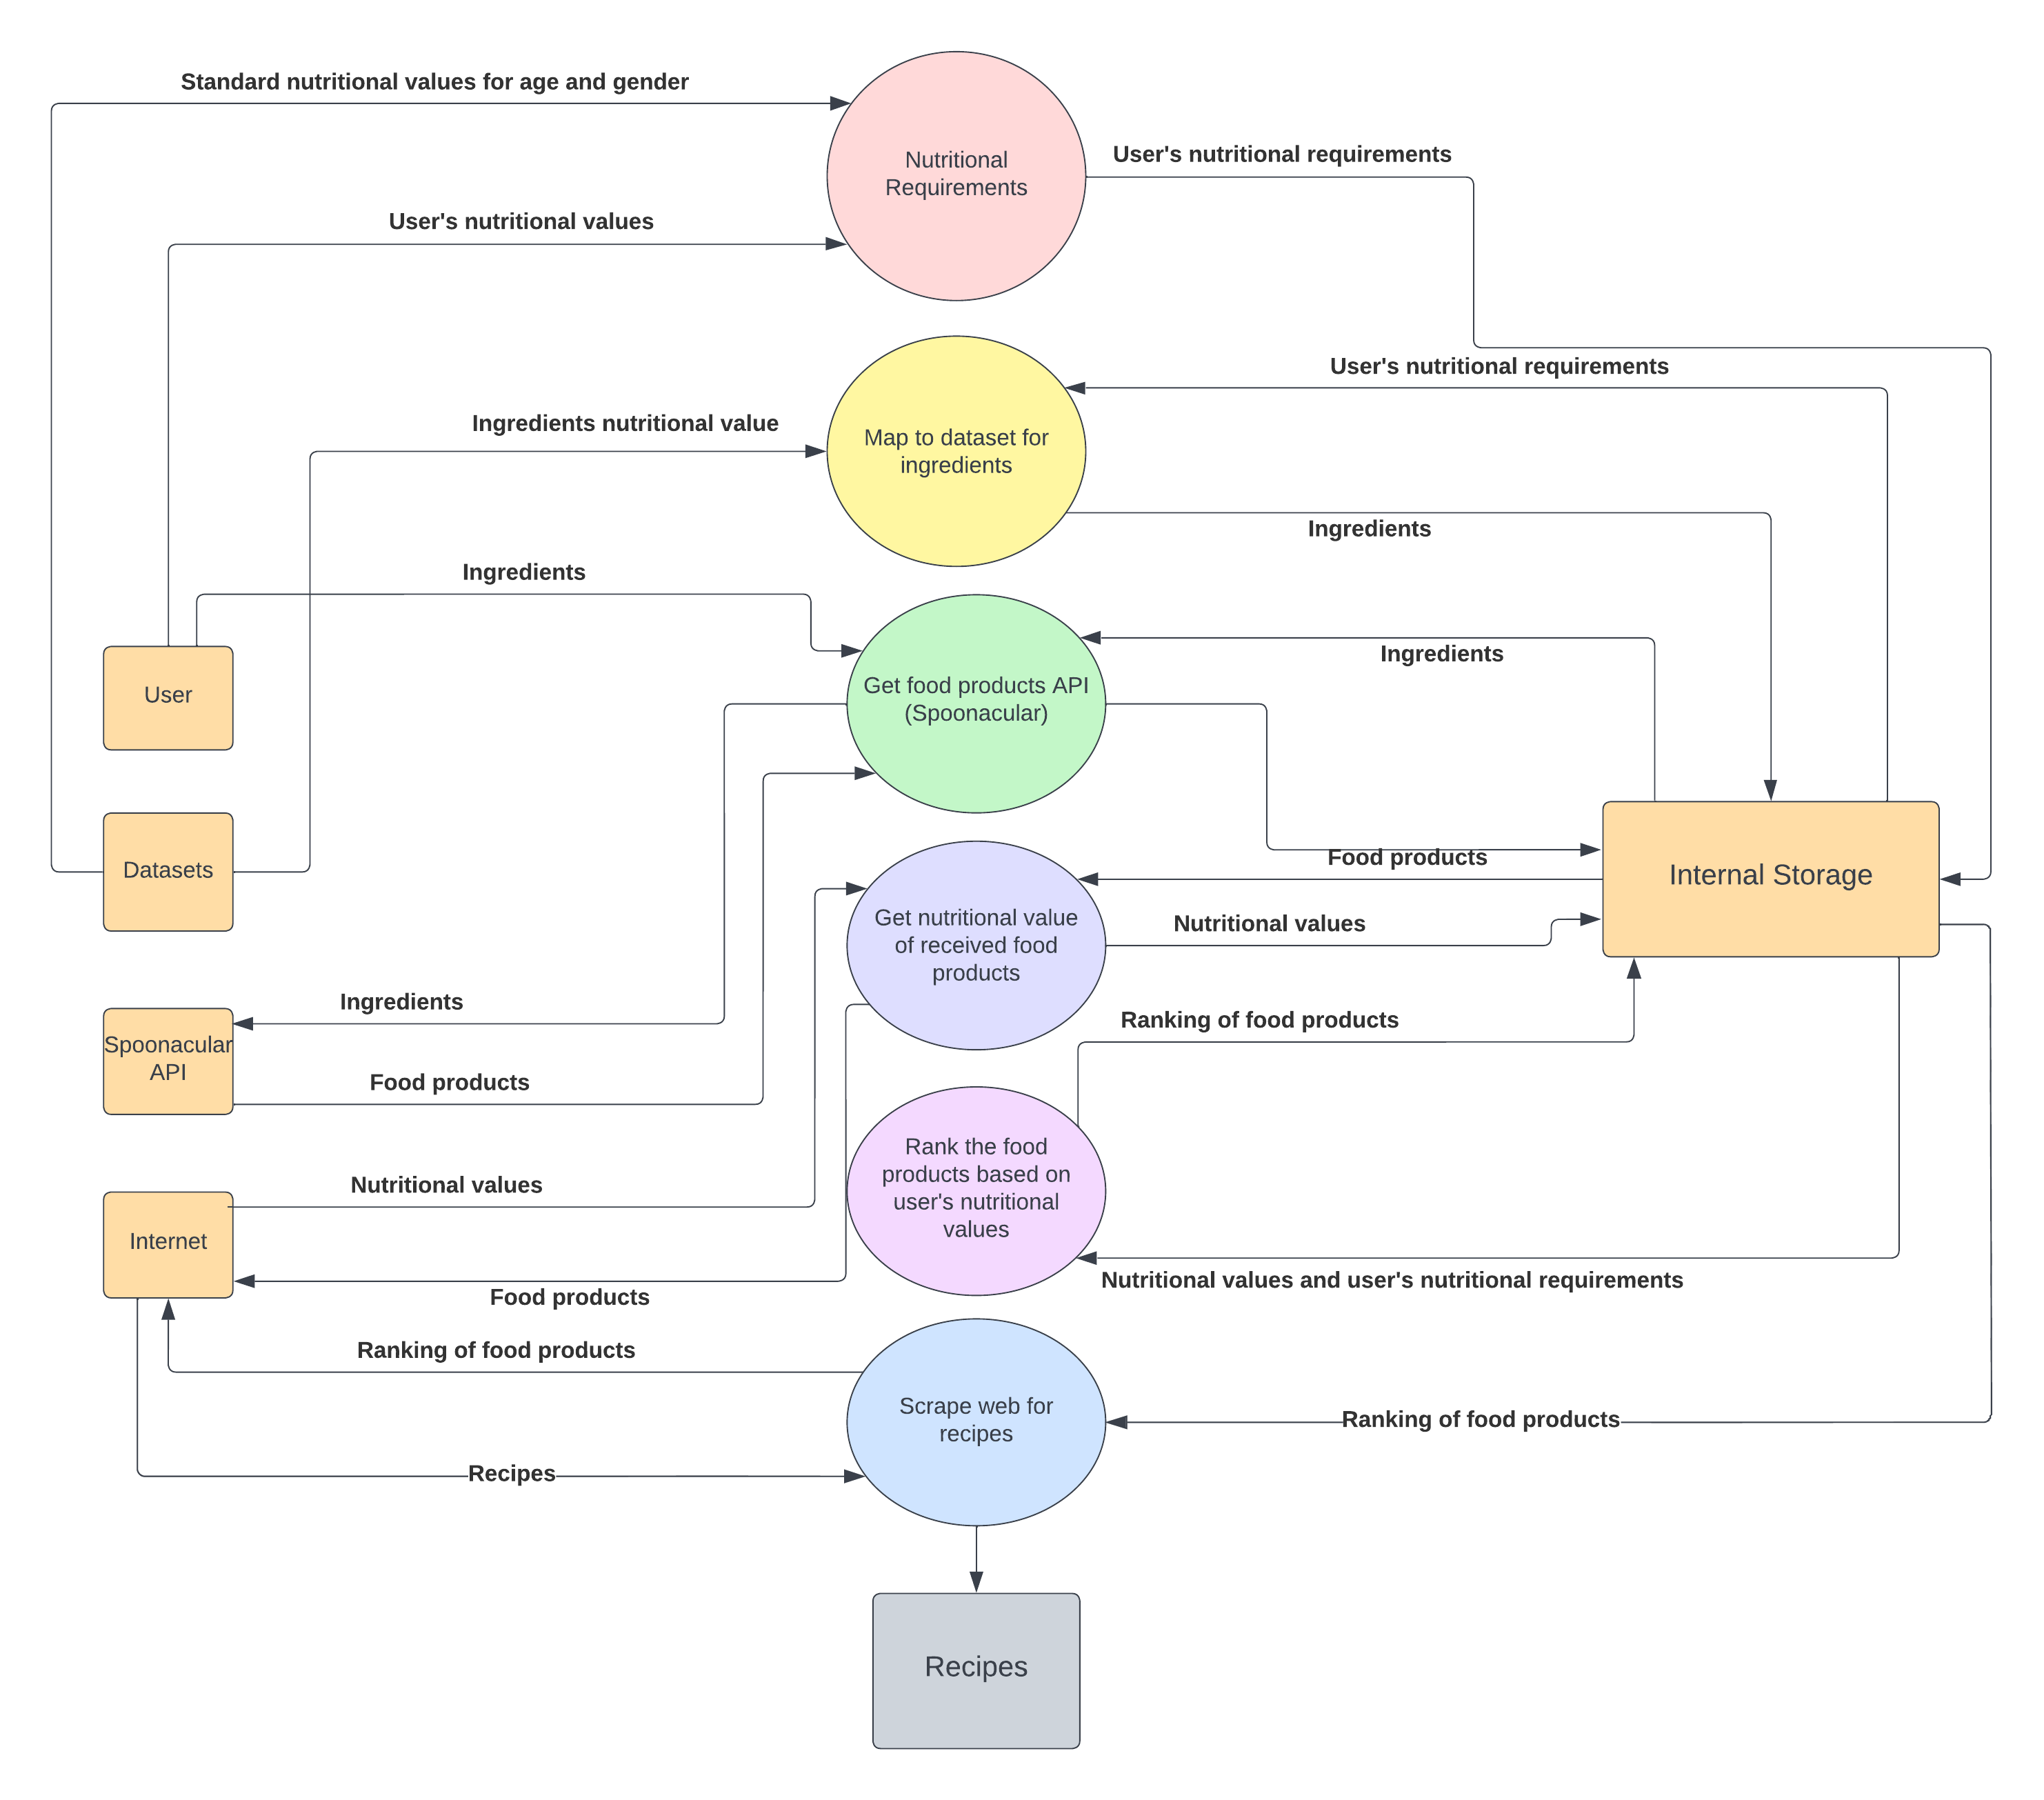 Standard nutritional values for age and gender
Nutritional
Requirements
User's nutritional requirements
User's nutritional values
User's nutritional requirements
Ingredients nutritional value
Map to dataset for
ingredients
Ingredients
Ingredients
Ingredients
User
Get food products API
(Spoonacular)
Datasets
Food products
Internal Storage
Get nutritional value
of received food
products
Nutritional values
Ingredients
Ranking of food products
Spoonacular
API
Food products
Rank the food
products based on
user's nutritional
values
Nutritional values
Internet
Food products
Nutritional values and user's nutritional requirements
Ranking of food products
Scrape web for
recipes
Ranking of food products
Recipes
Recipes